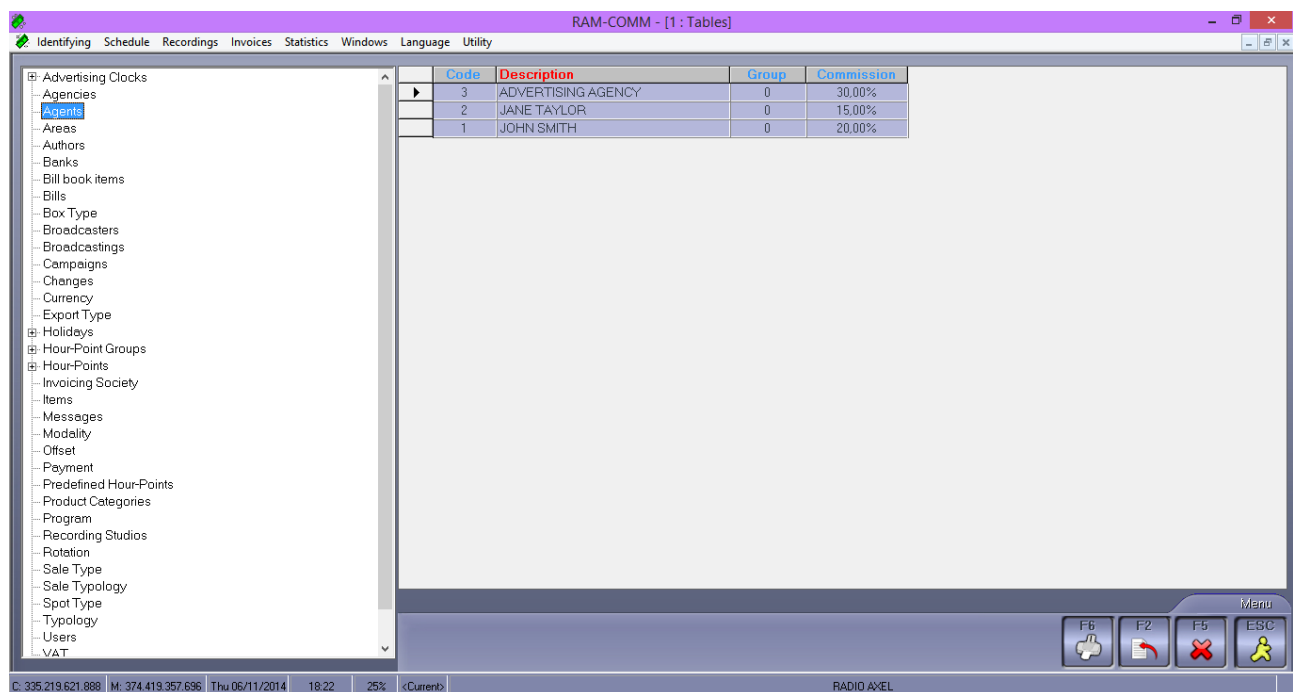 RAM-COMM - [1 : Tables]
Identifying Schedule Recordings Invoices Statistics Windows Language Utility
Advertising Clocks
Agencies
Agents
Areas
Authors
Banks
Bill book items
Bills
Box Type
Broadcasters
Broadcastings
Campaigns
Changes
Currency
Export Type
Holidays
Hour-Point Groups
Hour-Points
Invoicing Society
Items
Messages
Modality
Offset
Payment
Predefined Hour-Points
Product Categories
Program
Recording Studios
Rotation
Sale Type
Sale Typology
Spot Type
Typology
Users
VAT
Code Description Group Commission
3 ADVERTISING AGENCY 0 30,00%
2 JANE TAYLOR 0 15,00%
1 JOHN SMITH 0 20,00%
Menu
F6 F2 F5 ESC
C: 335.219.621.888 M: 374.419.357.696 Thu 06/11/2014 18:22 25% <Current> RADIO AXEL